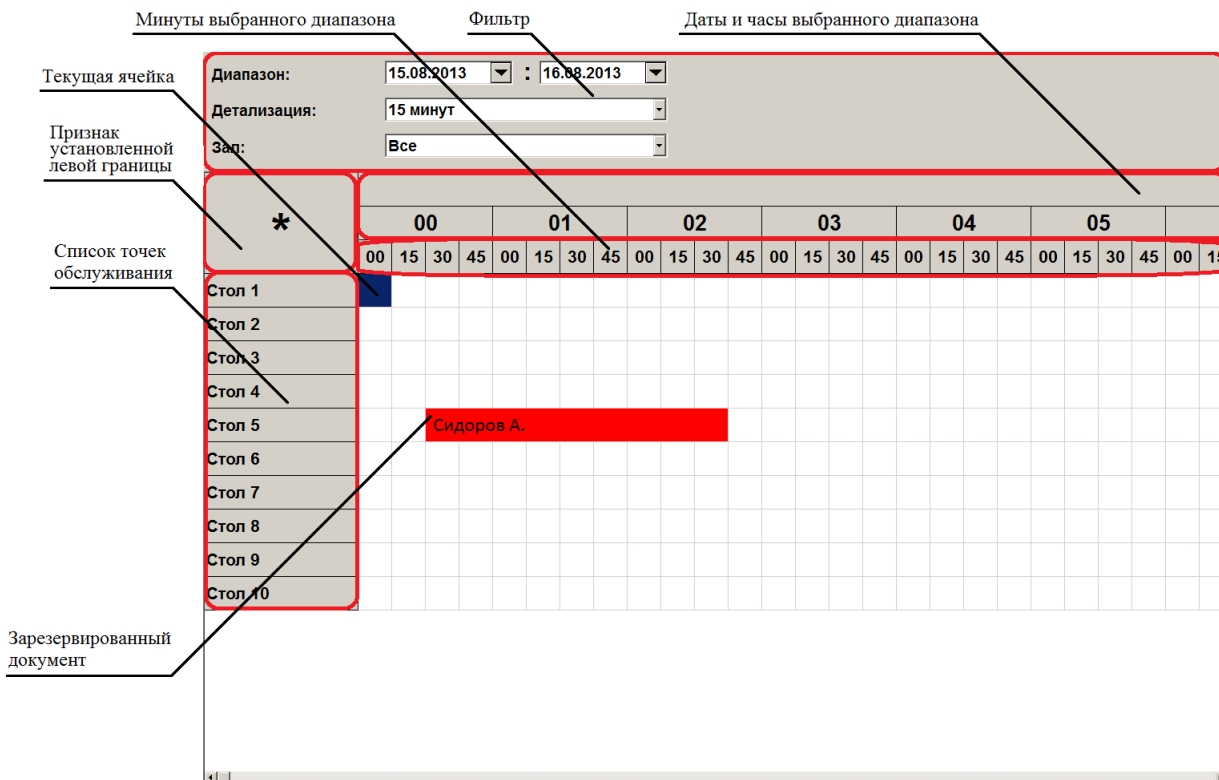 Минуты выбранного диапазона Фильтр Даты и часы выбранного диапазона
Текущая ячейка
Признак
установленной
левой границы
Список точек
обслуживания
Зарезервированный
документ
Диапазон: 15.08.2013 : 16.08.2013
Детализация: 15 минут
Зал: Все
* 00 01 02 03 04 05
00 15 30 45 00 15 30 45 00 15 30 45 00 15 30 45 00 15 30 45 00 15 30 45 00 15
Стол 1
Стол 2
Стол 3
Стол 4
Стол 5 Сидоров А.
Стол 6
Стол 7
Стол 8
Стол 9
Стол 10